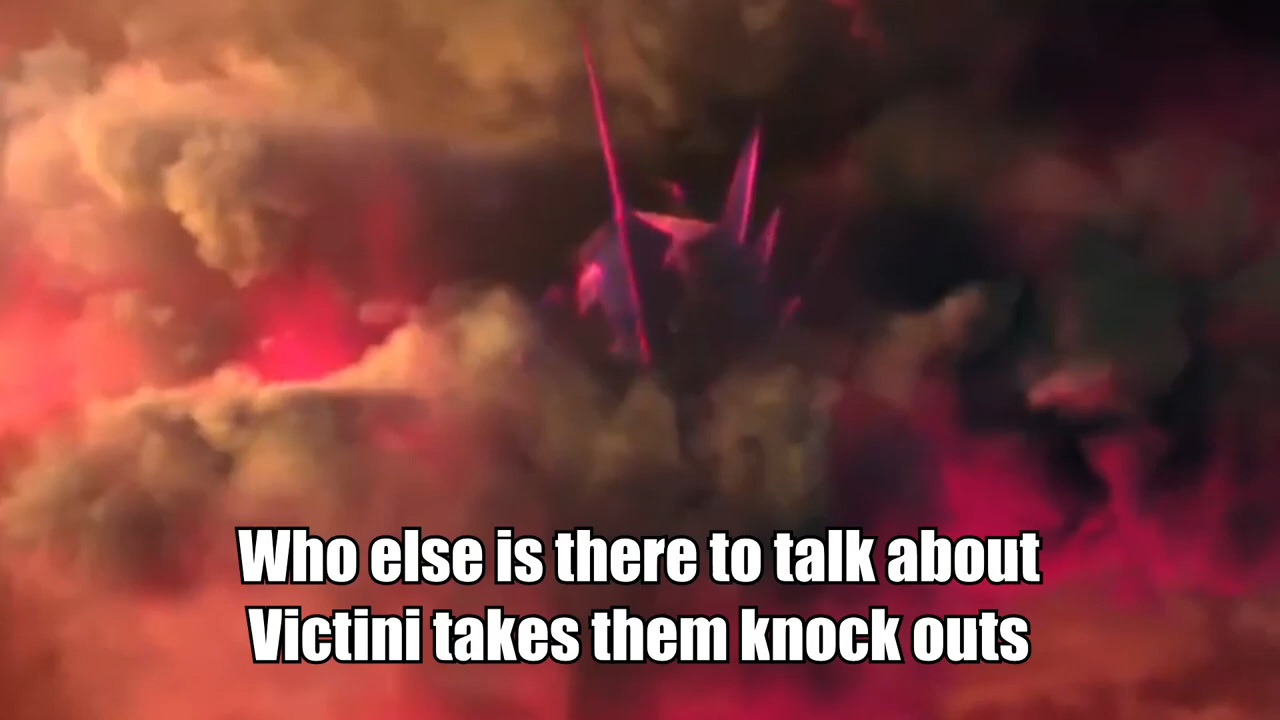 Who else is there to talk about
Victini takes them knock outs